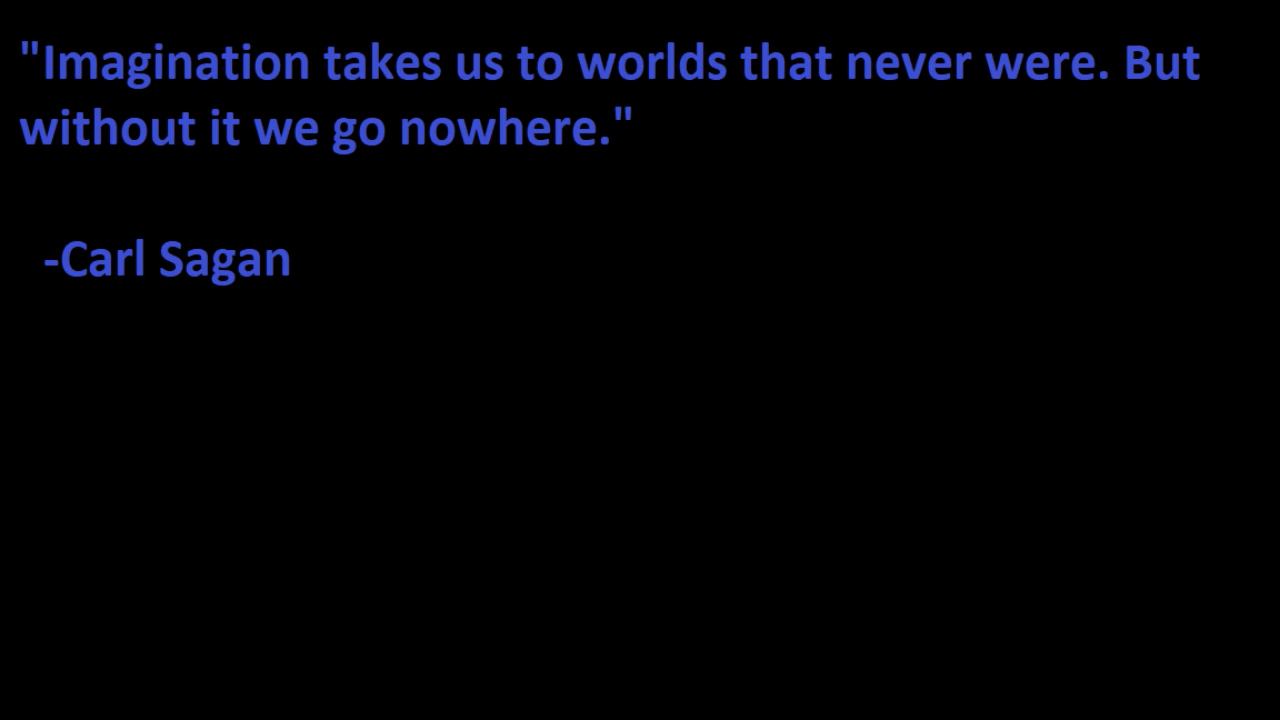 "Imagination takes us to worlds that never were. But
without it we go nowhere."
-Carl Sagan